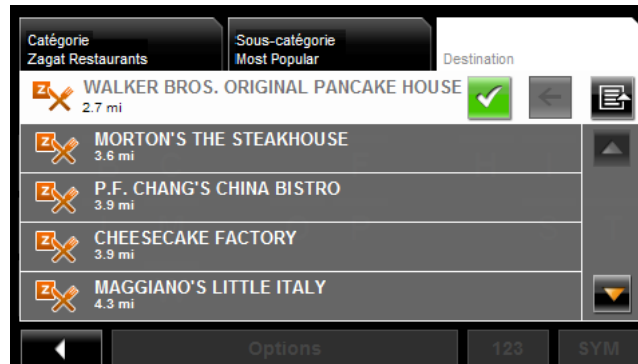 Catégorie
Sous-catégorie
Zagat Restaurants
Most Popular
Destination
WALKER BROS. ORIGINAL PANCAKE HOUSE
2.7 mi
MORTON'S THE STEAKHOUSE
3.6 mi
P.F. CHANG'S CHINA BISTRO
3.9 mi
CHEESECAKE FACTORY
3.9 mi
MAGGIANO'S LITTLE ITALY
4.3 mi
Options
123
SYM